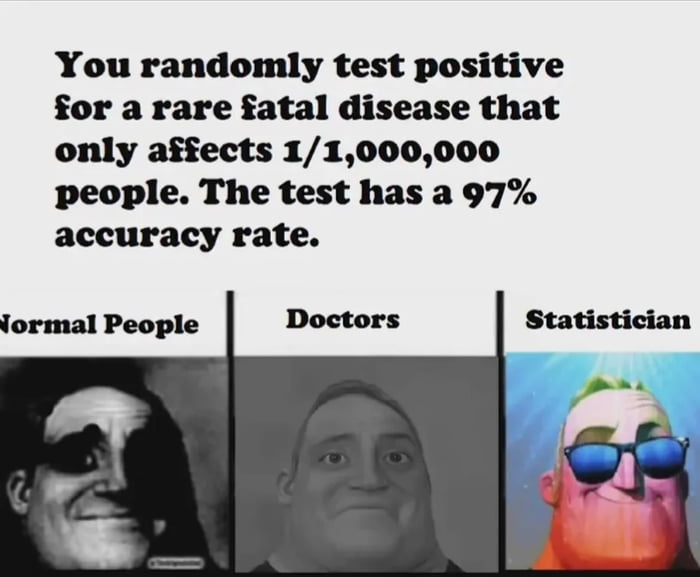 You randomly test positive
for a rare fatal disease that
only affects 1/1,000,000
people. The test has a 97%
accuracy rate.
Normal People
Doctors
Statistician